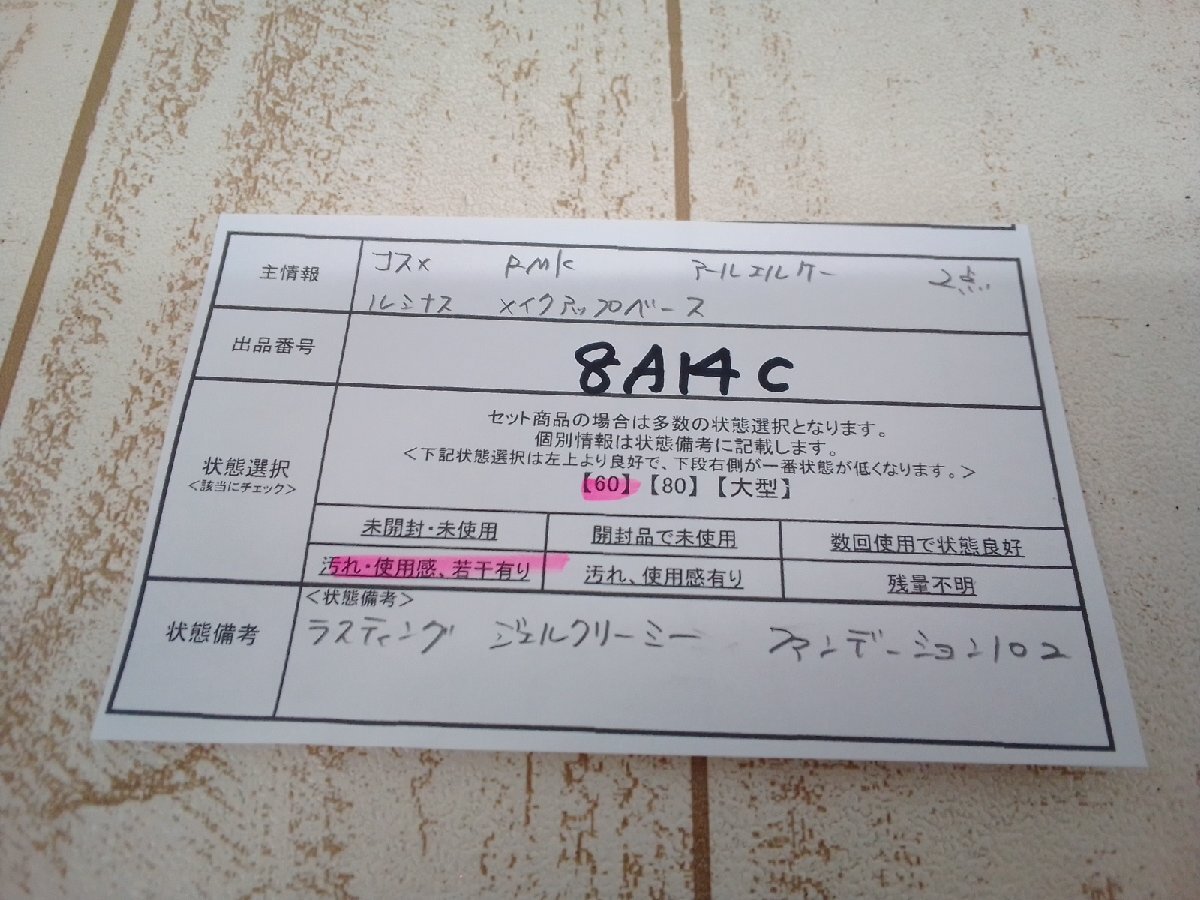 主情報
コスメ RMK アールエルケー 2点
ルミナス メイクアップベース
出品番号
8A14C
状態選択
<該当にチェック>
セット商品の場合は多数の状態選択となります。
個別情報は状態備考に記載します。
<下記状態選択は左上より良好で、下段右側が一番状態が低くなります。>
【60】【80】【大型】
未開封・未使用 開封品で未使用 数回使用で状態良好
汚れ・使用感、若干有り 汚れ、使用感有り 残量不明
状態備考
<状態備考>
ラスティング ジェルクリーミー ファンデーション102